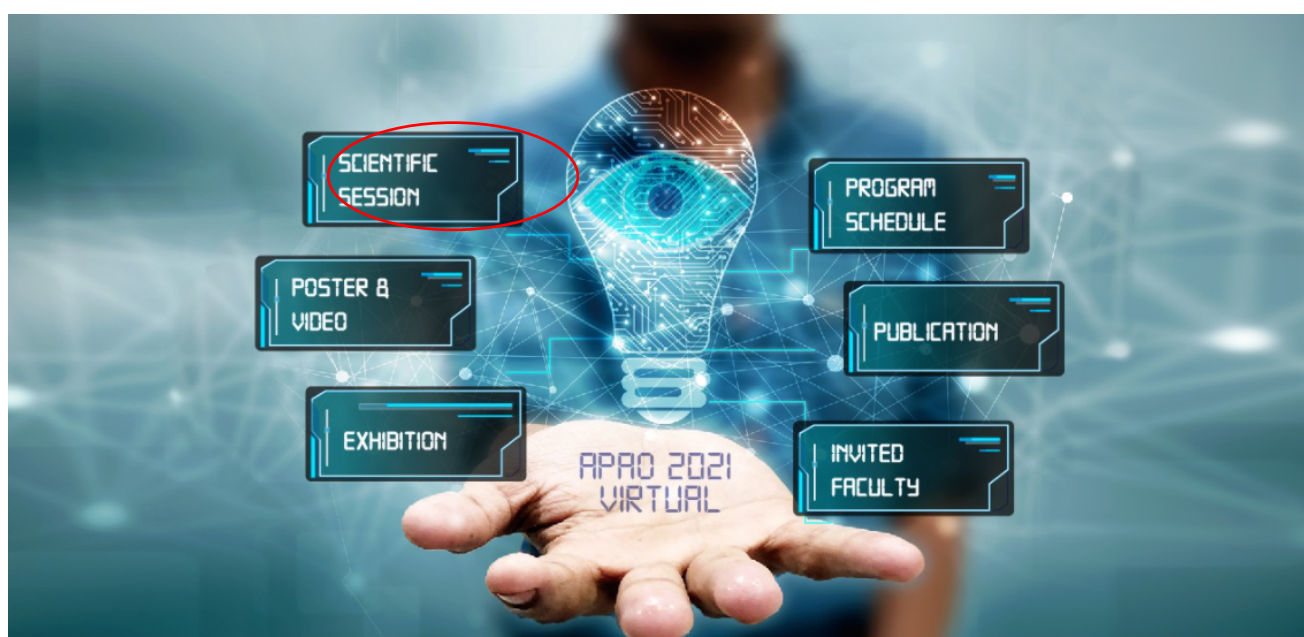 SCIENTIFIC
SESSION
POSTER &
VIDEO
EXHIBITION
APAO 2021
VIRTUAL
PROGRAM
SCHEDULE
PUBLICATION
INVITED
FACULTY